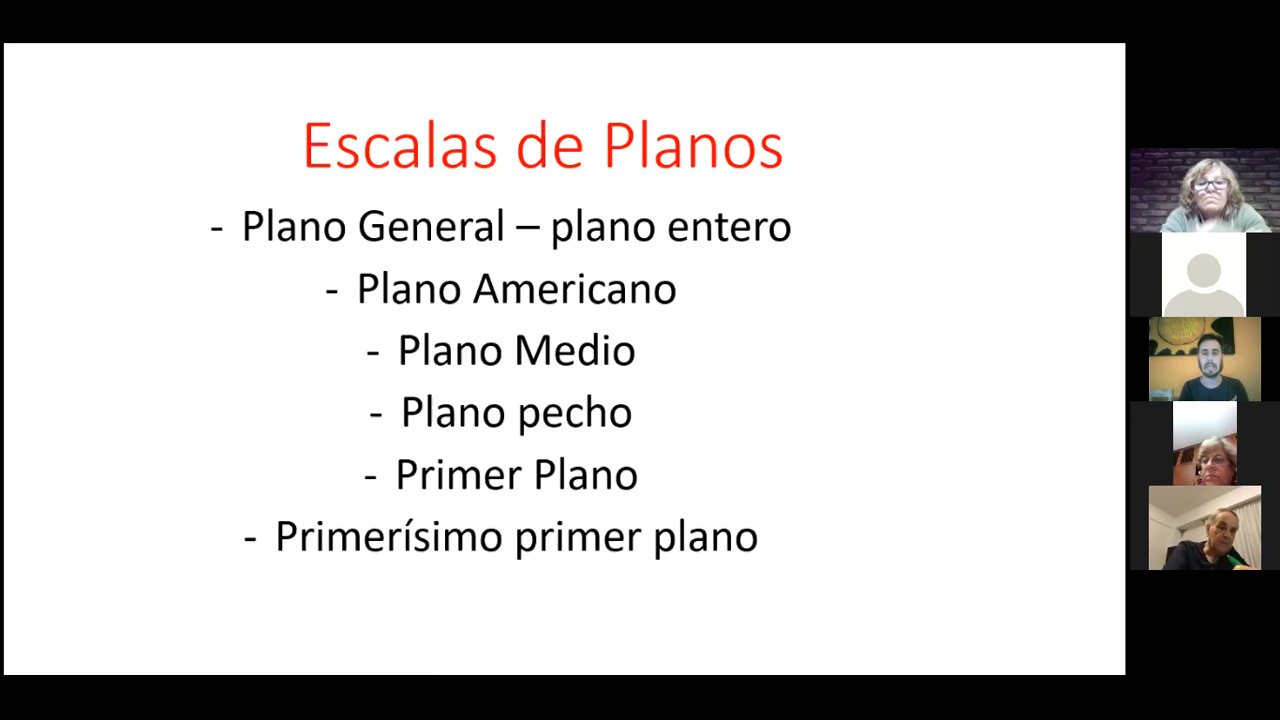 Escalas de Planos
- Plano General – plano entero
- Plano Americano
- Plano Medio
- Plano pecho
- Primer Plano
- Primerísimo primer plano